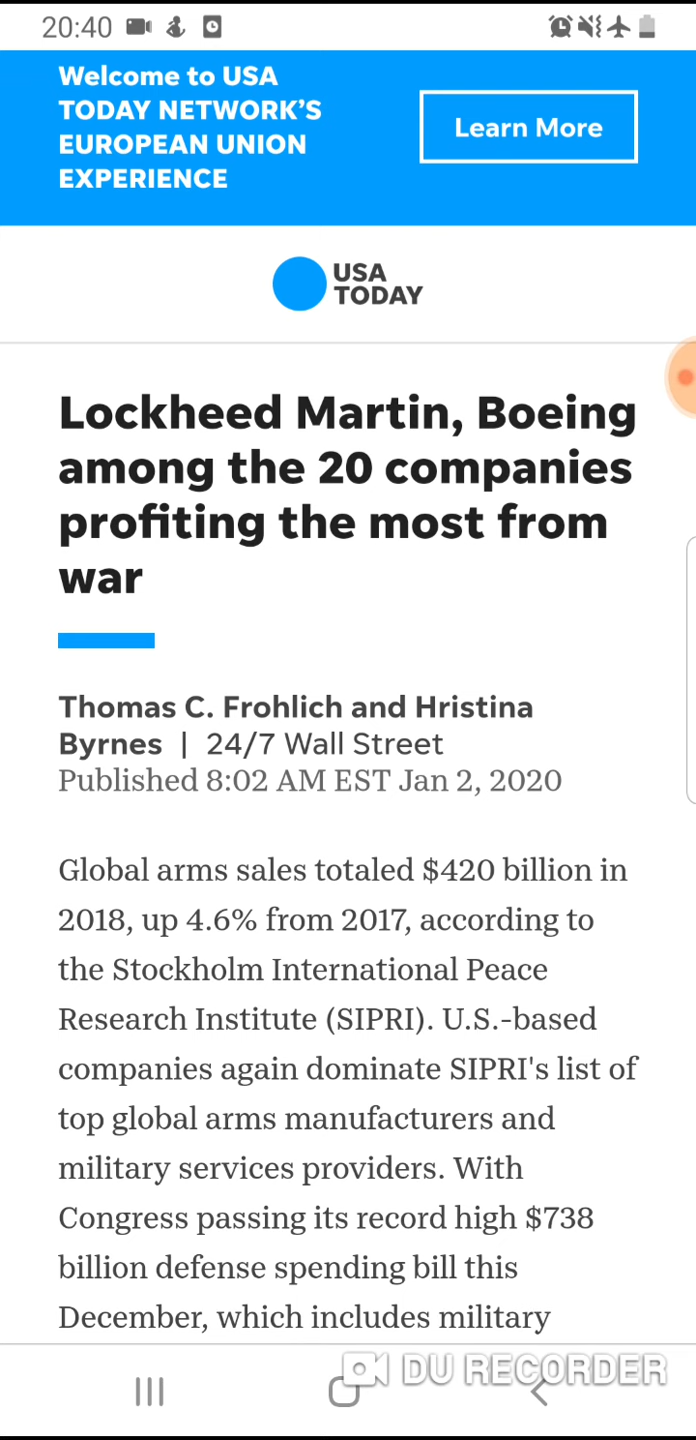 20:40
Welcome to USA
TODAY NETWORK’S
EUROPEAN UNION
EXPERIENCE
Learn More
USA
TODAY
Lockheed Martin, Boeing
among the 20 companies
profiting the most from
war
Thomas C. Frohlich and Hristina
Byrnes | 24/7 Wall Street
Published 8:02 AM EST Jan 2, 2020
Global arms sales totaled $420 billion in
2018, up 4.6% from 2017, according to
the Stockholm International Peace
Research Institute (SIPRI). U.S.-based
companies again dominate SIPRI's list of
top global arms manufacturers and
military services providers. With
Congress passing its record high $738
billion defense spending bill this
December, which includes military
DU RECORDER